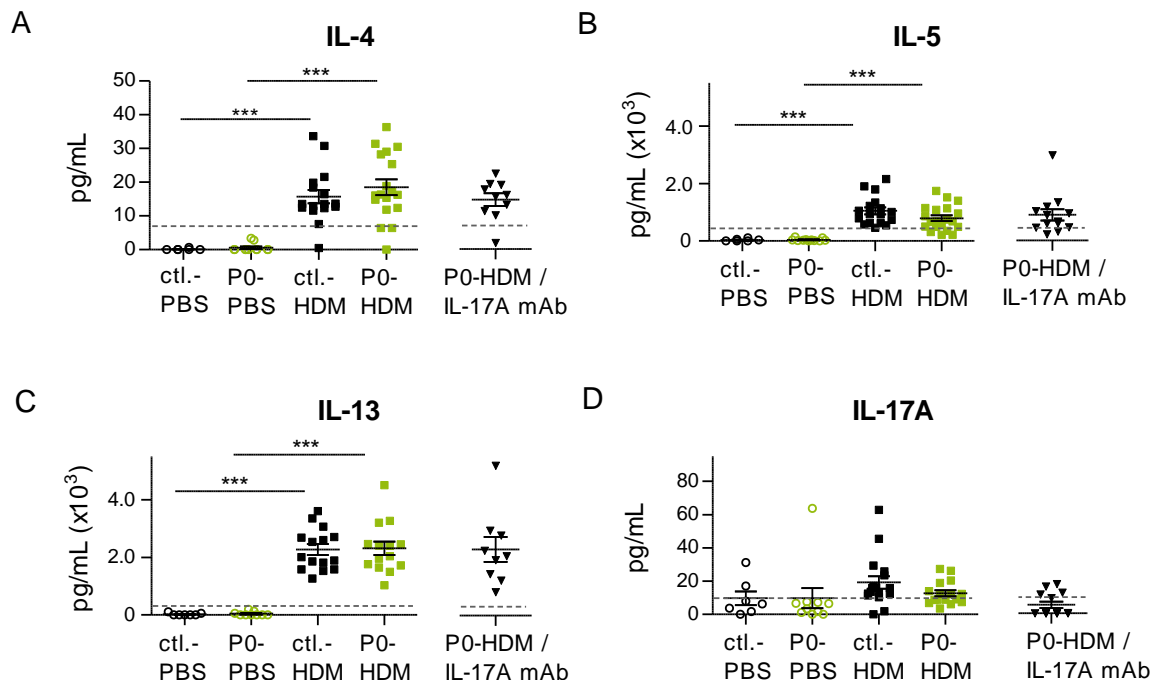 A
IL-4
pg/mL
50
40
30
20
10
0
***
***
ctl.-
PBS
P0-
PBS
ctl.-
HDM
P0-
HDM
P0-HDM /
IL-17A mAb
B
IL-5
pg/mL (x10³)
4.0
2.0
0
***
***
ctl.-
PBS
P0-
PBS
ctl.-
HDM
P0-
HDM
P0-HDM /
IL-17A mAb
C
IL-13
pg/mL (x10³)
4.0
2.0
0
***
***
ctl.-
PBS
P0-
PBS
ctl.-
HDM
P0-
HDM
P0-HDM /
IL-17A mAb
D
IL-17A
pg/mL
80
60
40
20
0
ctl.-
PBS
P0-
PBS
ctl.-
HDM
P0-
HDM
P0-HDM /
IL-17A mAb